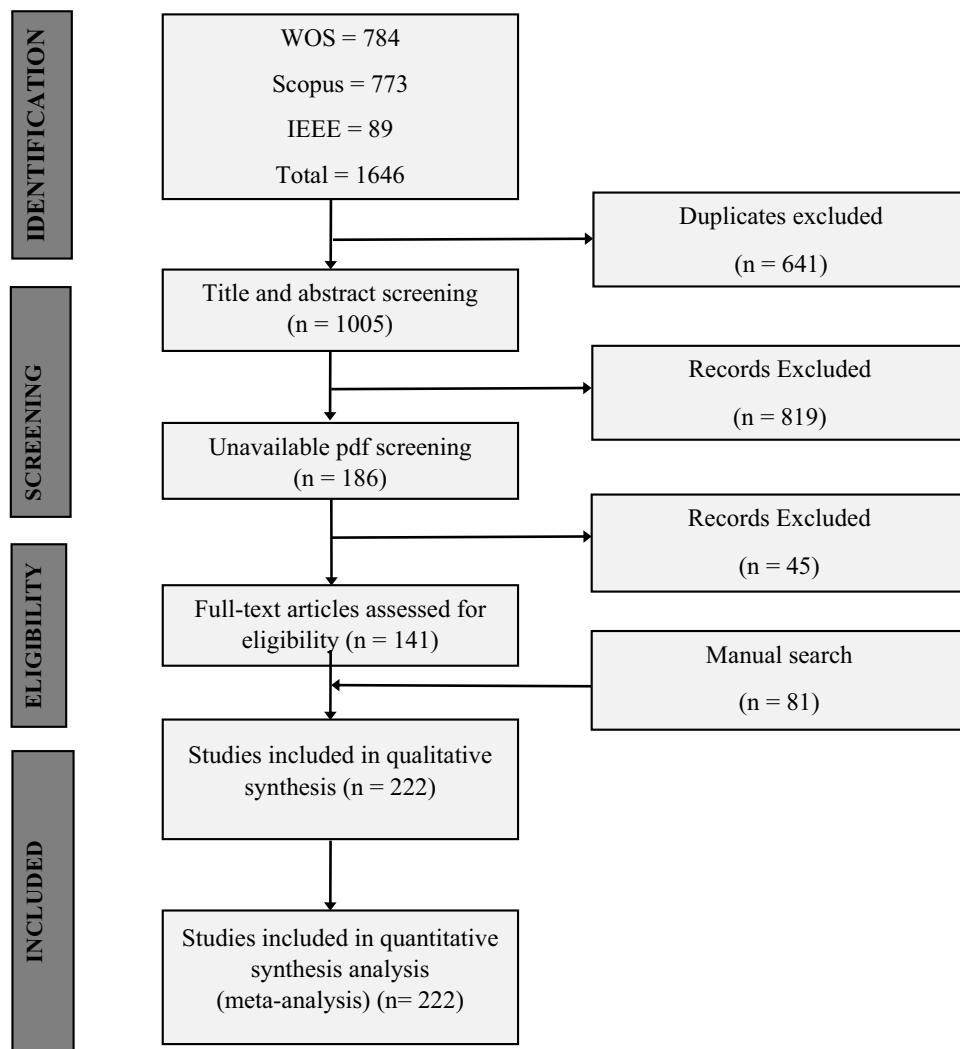 IDENTIFICATION
WOS = 784
Scopus = 773
IEEE = 89
Total = 1646
Duplicates excluded
(n = 641)
SCREENING
Title and abstract screening
(n = 1005)
Records Excluded
(n = 819)
Unavailable pdf screening
(n = 186)
Records Excluded
(n = 45)
ELIGIBILITY
Full-text articles assessed for
eligibility (n = 141)
Manual search
(n = 81)
INCLUDED
Studies included in qualitative
synthesis (n = 222)
Studies included in quantitative
synthesis analysis
(meta-analysis) (n= 222)